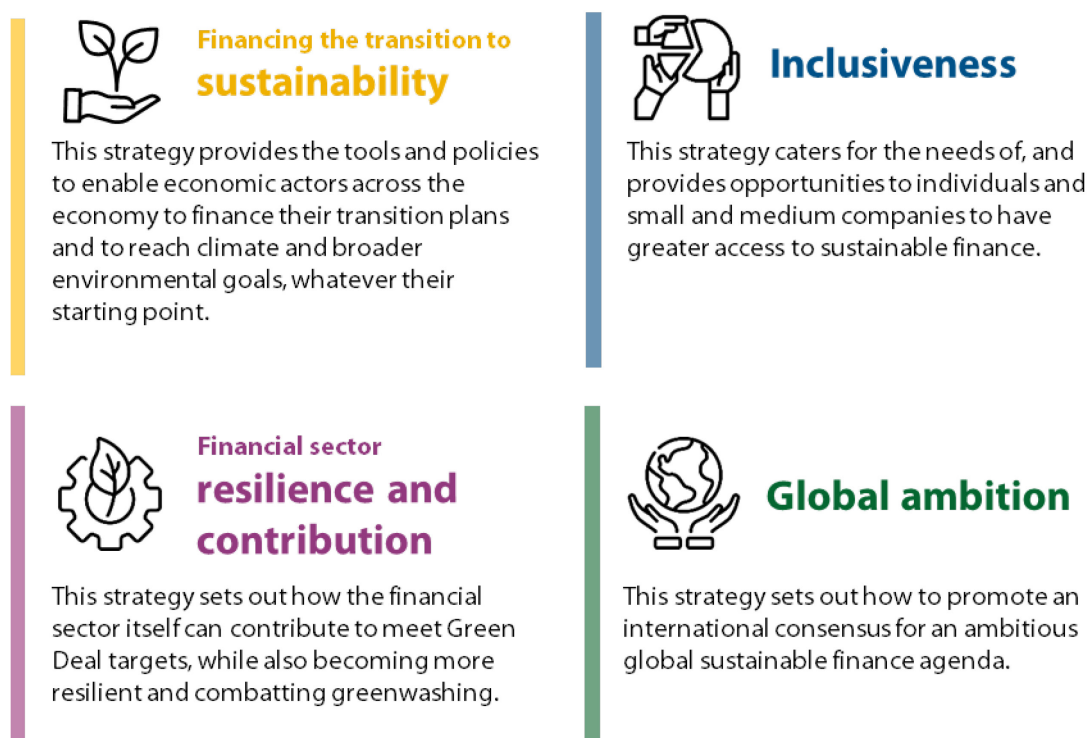 Financing the transition to
sustainability
This strategy provides the tools and policies
to enable economic actors across the
economy to finance their transition plans
and to reach climate and broader
environmental goals, whatever their
starting point.
Inclusiveness
This strategy caters for the needs of, and
provides opportunities to individuals and
small and medium companies to have
greater access to sustainable finance.
Financial sector
resilience and
contribution
This strategy sets out how the financial
sector itself can contribute to meet Green
Deal targets, while also becoming more
resilient and combatting greenwashing.
Global ambition
This strategy sets out how to promote an
international consensus for an ambitious
global sustainable finance agenda.